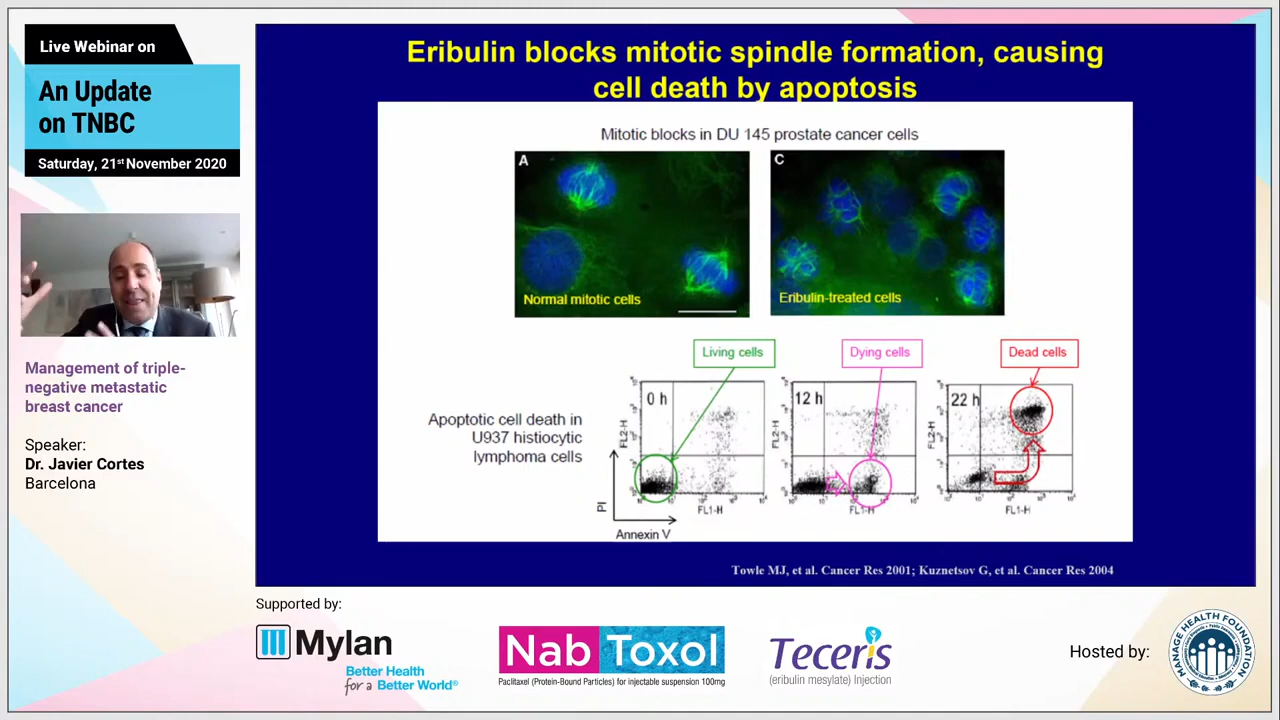 Live Webinar on
An Update
on TNBC
Saturday, 21st November 2020
Management of triple-
negative metastatic
breast cancer
Speaker:
Dr. Javier Cortes
Barcelona
Eribulin blocks mitotic spindle formation, causing
cell death by apoptosis
Mitotic blocks in DU 145 prostate cancer cells
A
Normal mitotic cells
C
Eribulin-treated cells
Living cells
Dying cells
Dead cells
Apoptotic cell death in
U937 histiocytic
lymphoma cells
0 h
12 h
22 h
FL2-H
FL2-H
FL2-H
FL1-H
FL1-H
FL1-H
PI
Annexin V
Towle MJ, et al. Cancer Res 2001; Kuznetsov G, et al. Cancer Res 2004
Supported by:
Mylan
Better Health
for a Better World®
NabToxol
Paclitaxel (Protein-Bound Particles) for injectable suspension 100mg
Teceris
(eribulin mesylate) Injection
Hosted by:
MANAGE HEALTH FOUNDATION